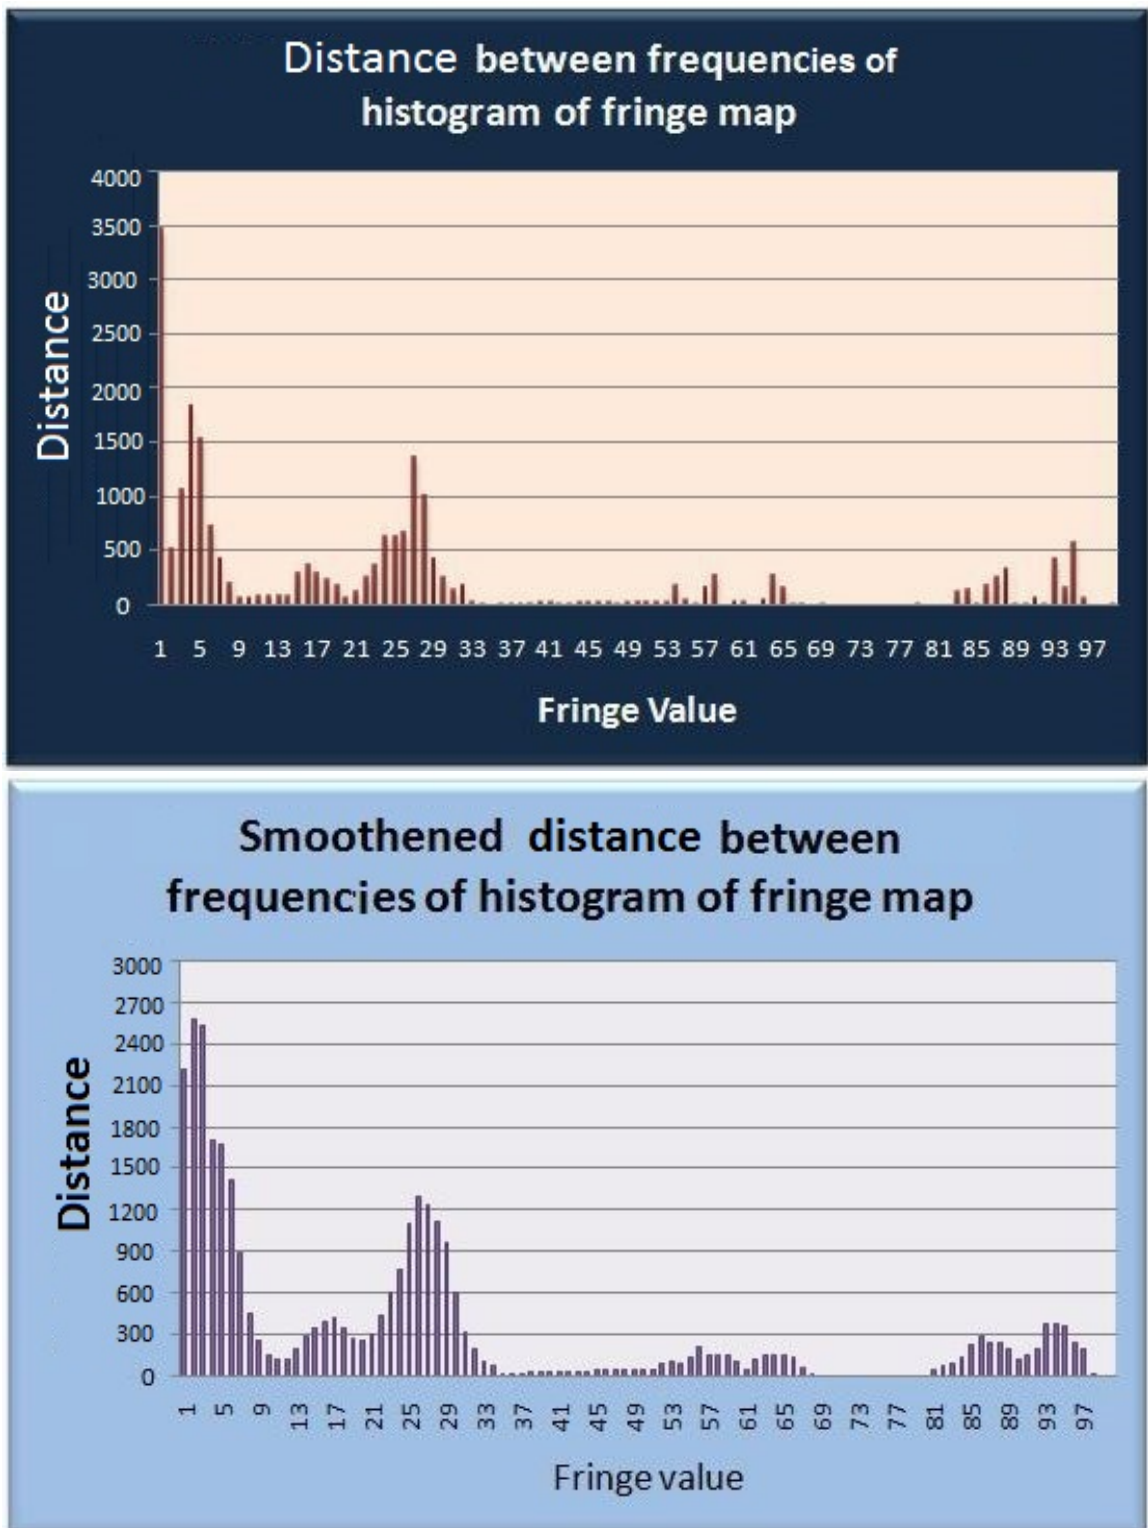 Distance between frequencies of
histogram of fringe map
4000
3500
3000
2500
2000
1500
1000
500
0
Distance
1 5 9 13 17 21 25 29 33 37 41 45 49 53 57 61 65 69 73 77 81 85 89 93 97
Fringe Value
Smoothened distance between
frequencies of histogram of fringe map
3000
2700
2400
2100
1800
1500
1200
900
600
300
0
Distance
1 5 9 13 17 21 25 29 33 37 41 45 49 53 57 61 65 69 73 77 81 85 89 93 97
Fringe value